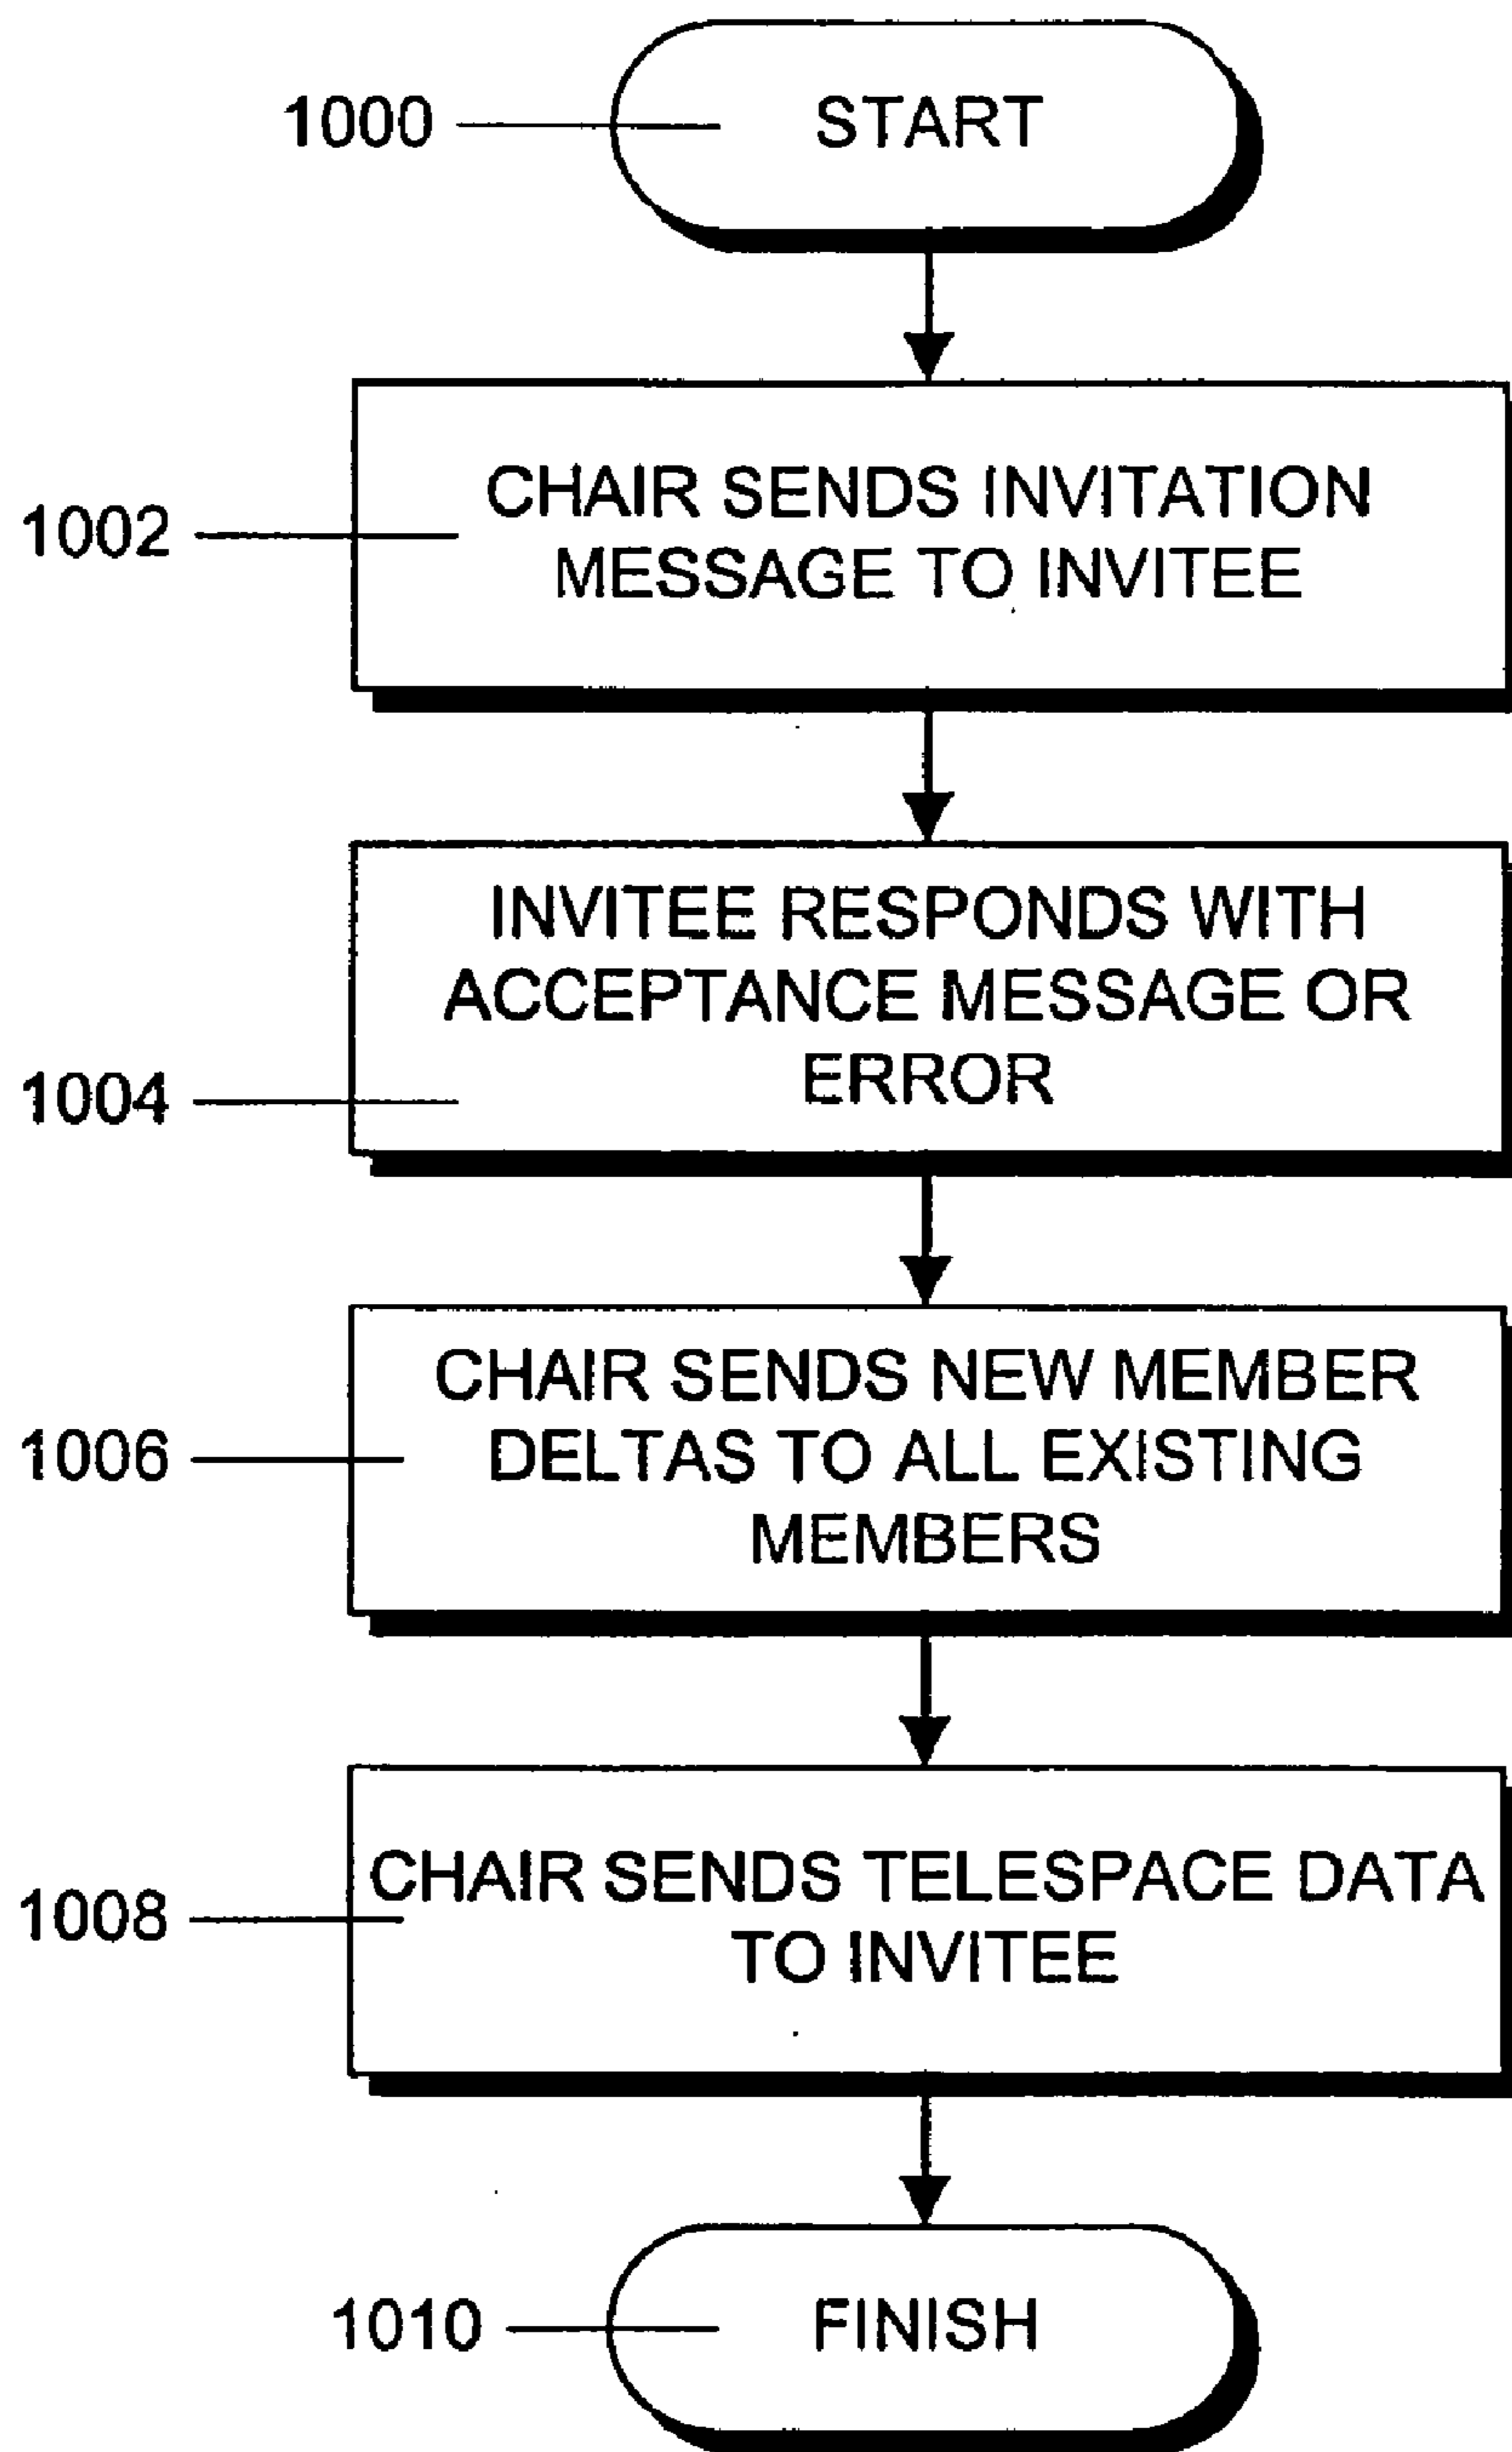 1000
START
1002
CHAIR SENDS INVITATION
MESSAGE TO INVITEE
INVITEE RESPONDS WITH
ACCEPTANCE MESSAGE OR
ERROR
1004
CHAIR SENDS NEW MEMBER
1006
DELTAS TO ALL EXISTING
MEMBERS
CHAIR SENDS TELESPACE DATA
1008
TO INVITEE
1010
FINISH